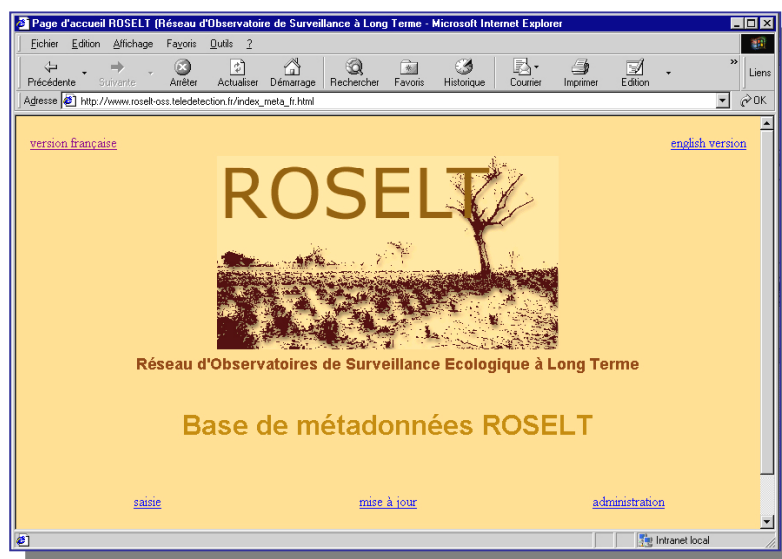 Page d'accueil ROSELT (Réseau d'Observatoire de Surveillance à Long Terme - Microsoft Internet Explorer
Fichier Edition Affichage Favoris Outils ?
Précédente Suivante Arrêter Actualiser Démarrage Rechercher Favoris Historique Courrier Imprimer Edition » Liens
Adresse http://www.roselt-oss.teledetection.fr/index_meta_fr.html OK
version française english version
ROSELT
Réseau d'Observatoires de Surveillance Ecologique à Long Terme
Base de métadonnées ROSELT
saisie mise à jour administration
Intranet local